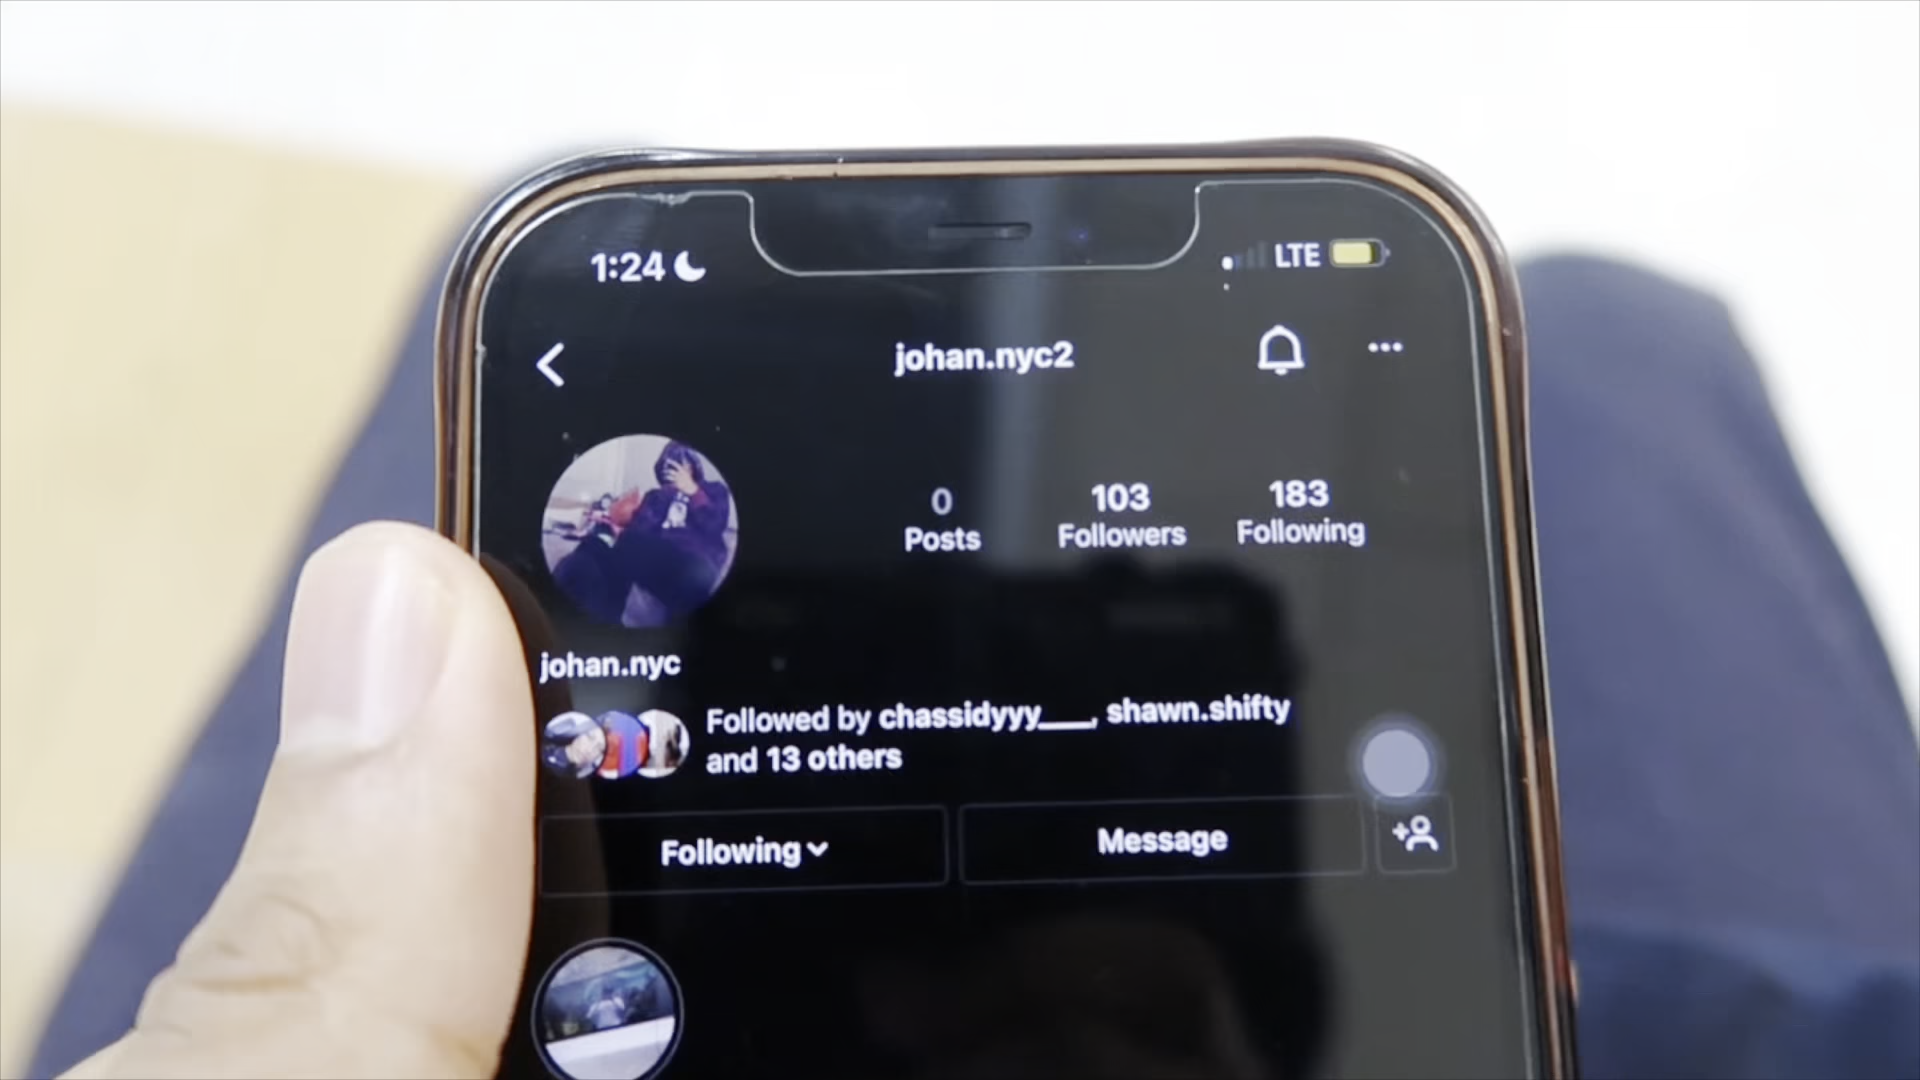 1:24 LTE
johan.nyc2
0 103 183
Posts Followers Following
johan.nyc
Followed by chassidyyy___, shawn.shifty
and 13 others
Following Message